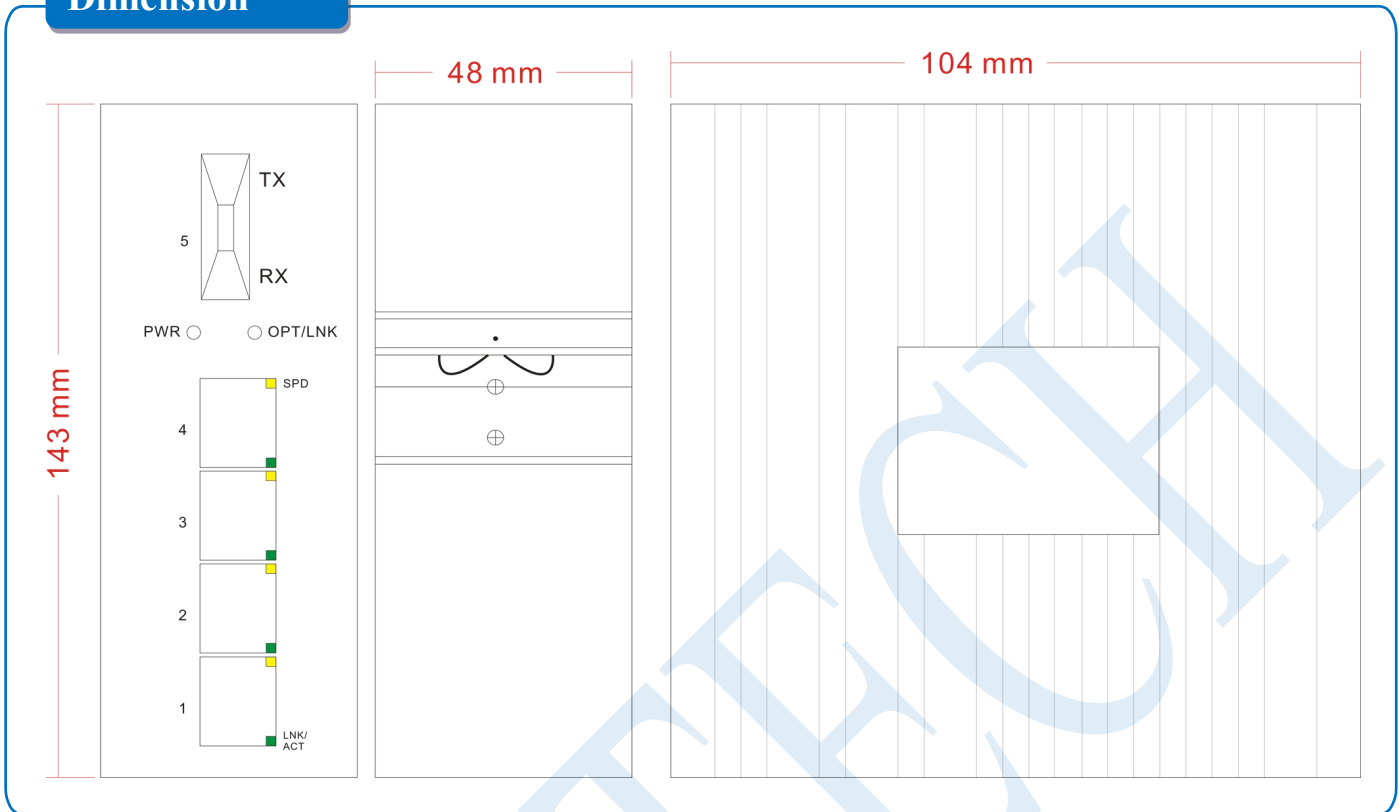 Dimension
48 mm
104 mm
143 mm
TX
5
RX
PWR
OPT/LNK
SPD
4
3
2
1
LNK/
ACT
TECH